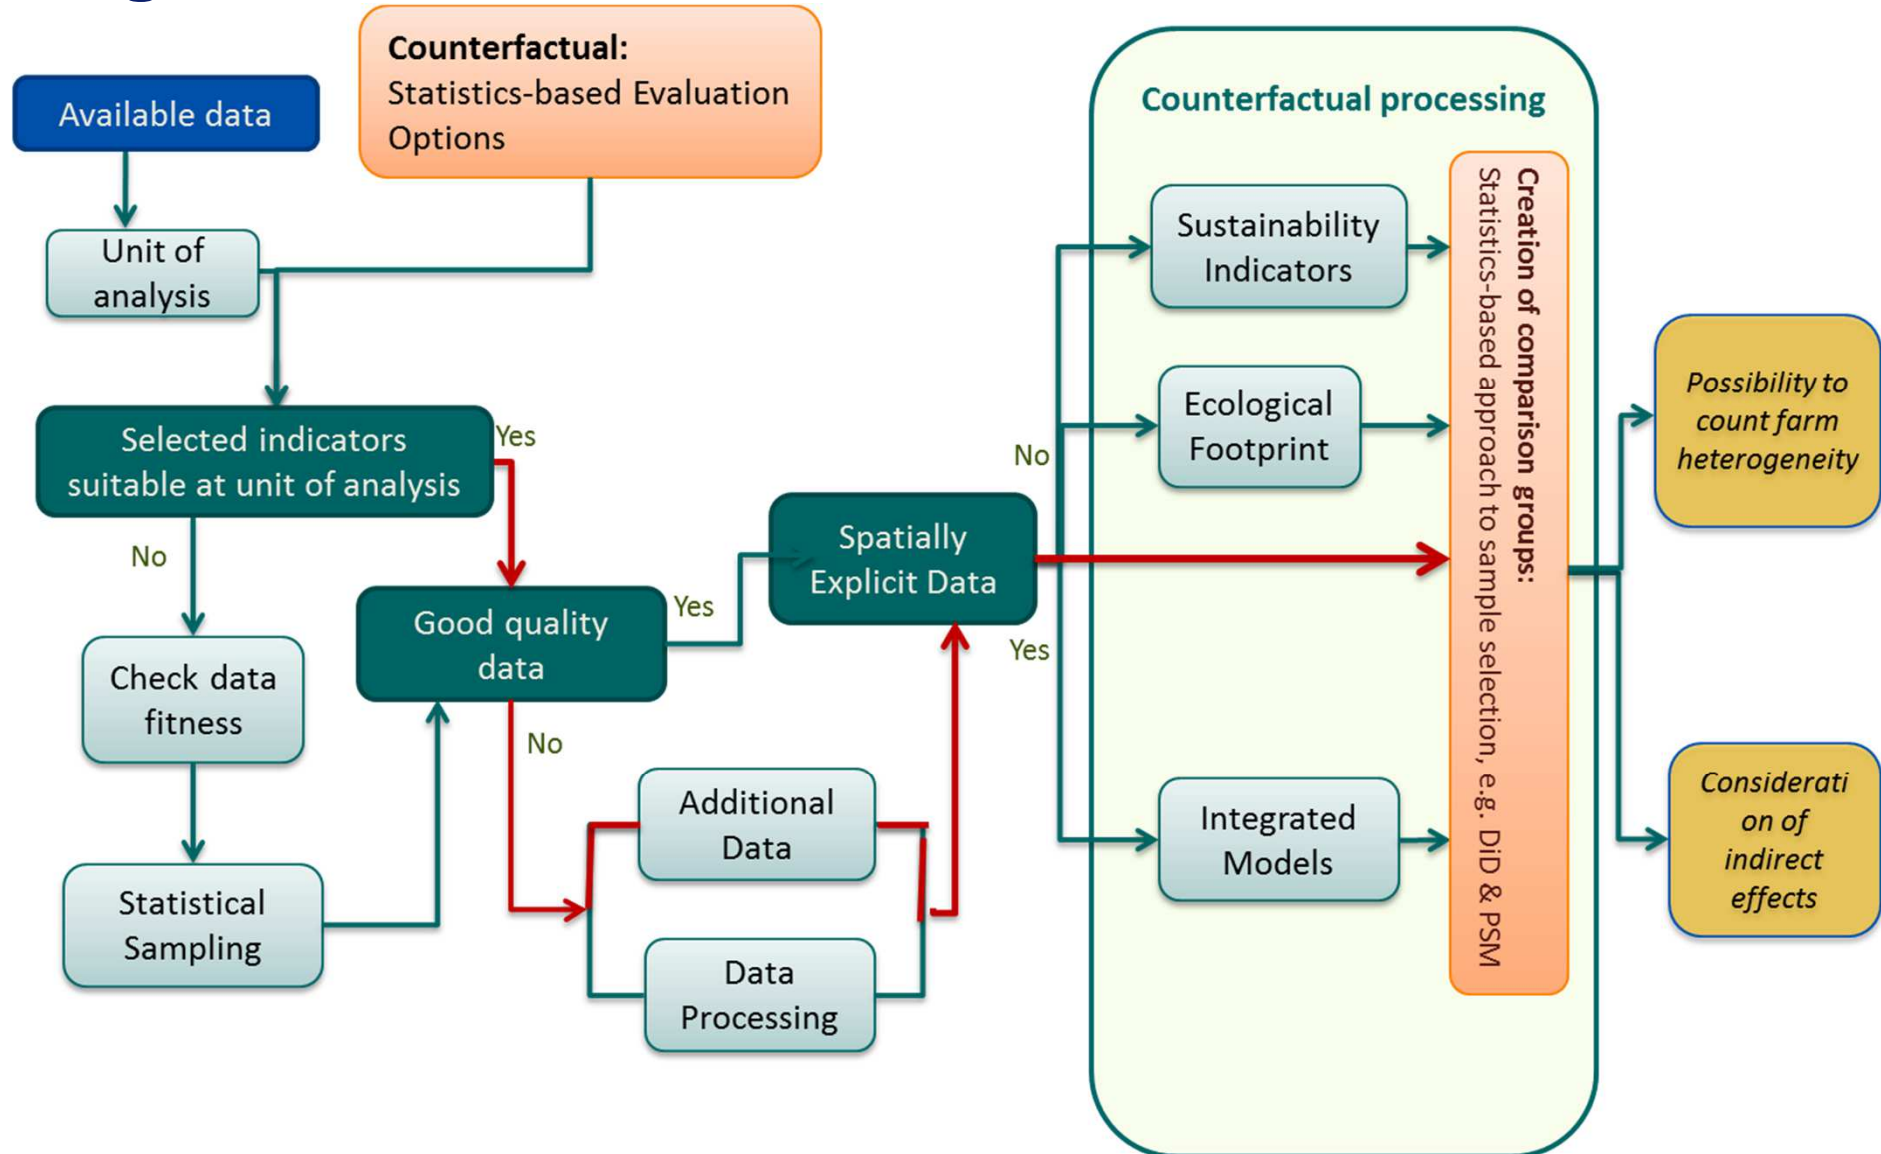 Counterfactual:
Statistics-based Evaluation
Options
Available data
Unit of
analysis
Selected indicators
suitable at unit of analysis
Yes
No
Check data
fitness
Statistical
Sampling
Good quality
data
Yes
No
Additional
Data
Data
Processing
Spatially
Explicit Data
No
Yes
Counterfactual processing
Sustainability
Indicators
Ecological
Footprint
Integrated
Models
Creation of comparison groups:
Statistics-based approach to sample selection, e.g. DiD & PSM
Possibility to
count farm
heterogeneity
Considerati
on of
indirect
effects